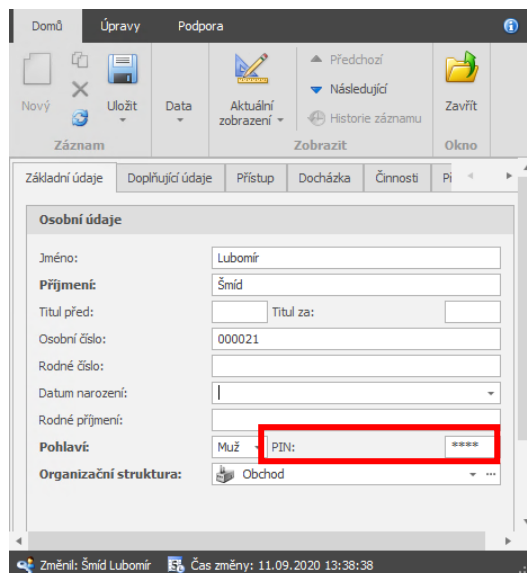 Domů Úpravy Podpora
Nový Uložit Data Aktuální zobrazení Předchozí Následující Historie záznamu Zavřít
Záznam Zobrazit Okno
Základní údaje Doplňující údaje Přístup Docházka Činnosti
Osobní údaje
Jméno: Lubomír
Příjmení: Šmíd
Titul před: Titul za:
Osobní číslo: 000021
Rodné číslo:
Datum narození:
Rodné příjmení:
Pohlaví: Muž PIN: ****
Organizační struktura: Obchod ...
Změnil: Šmíd Lubomír Čas změny: 11.09.2020 13:38:38